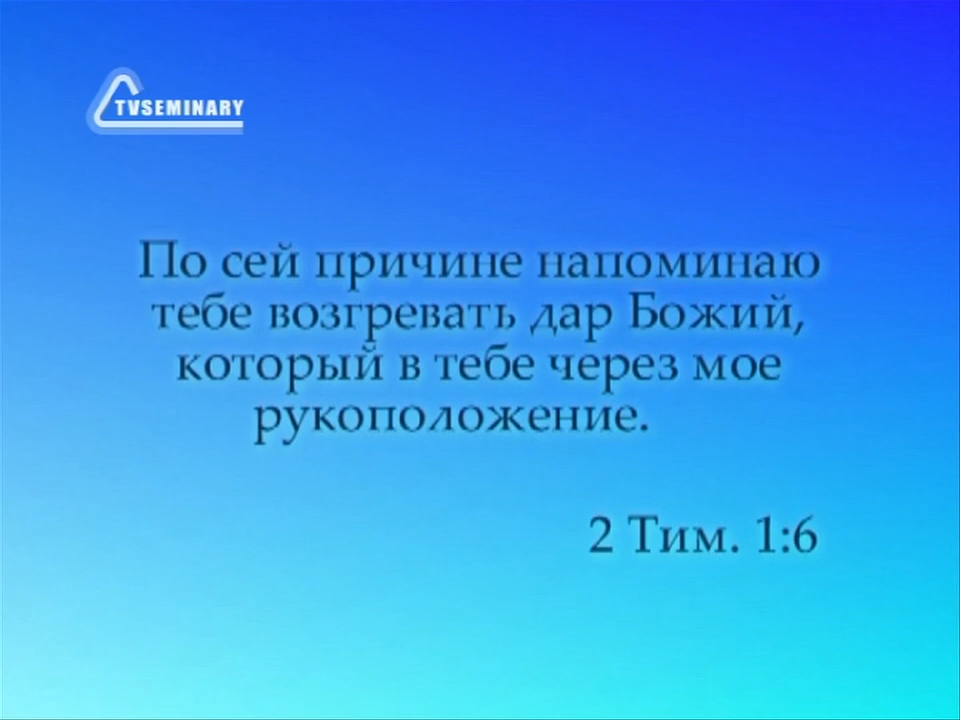 TVSEMINARY
По сей причине напоминаю
тебе возгревать дар Божий,
который в тебе через мое
рукоположение.
2 Тим. 1:6